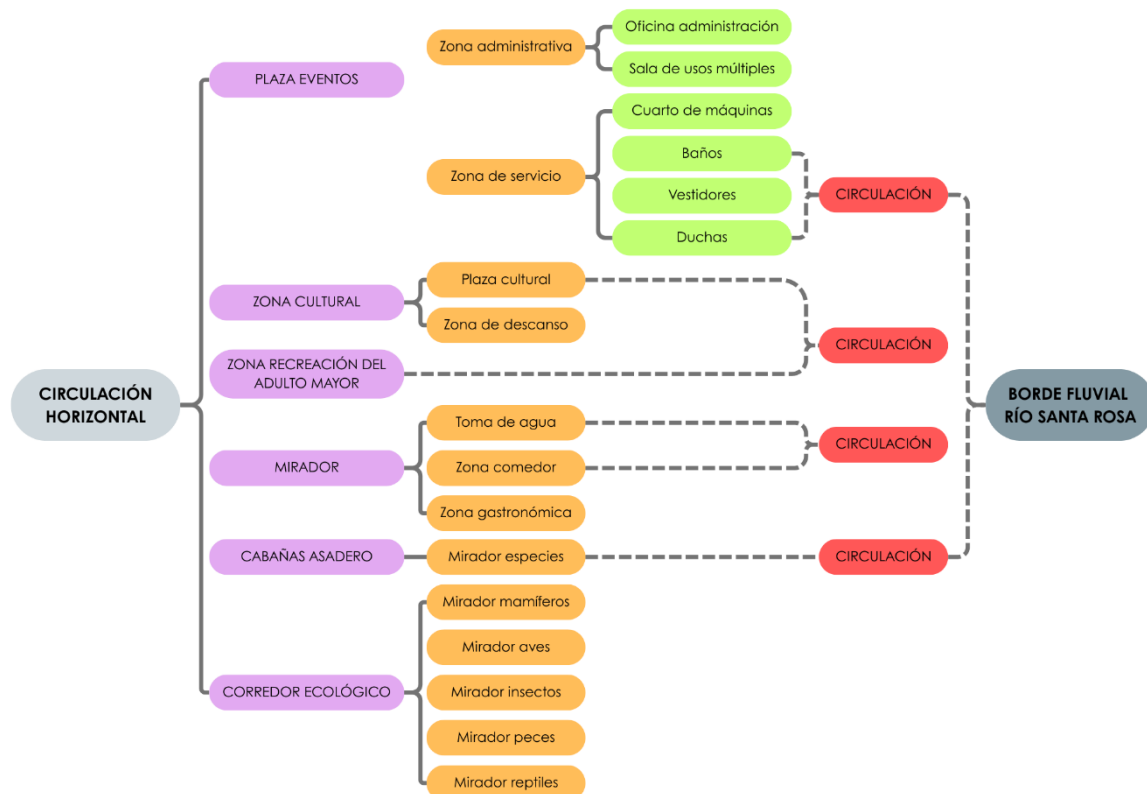 Oficina administración
Zona administrativa
Sala de usos múltiples
PLAZA EVENTOS
Cuarto de máquinas
Baños
Zona de servicio
Vestidores
CIRCULACIÓN
Duchas
Plaza cultural
ZONA CULTURAL
Zona de descanso
CIRCULACIÓN
ZONA RECREACIÓN DEL
ADULTO MAYOR
CIRCULACIÓN
HORIZONTAL
BORDE FLUVIAL
RÍO SANTA ROSA
Toma de agua
CIRCULACIÓN
MIRADOR
Zona comedor
Zona gastronómica
CABAÑAS ASADERO
Mirador especies
CIRCULACIÓN
Mirador mamíferos
Mirador aves
CORREDOR ECOLÓGICO
Mirador insectos
Mirador peces
Mirador reptiles